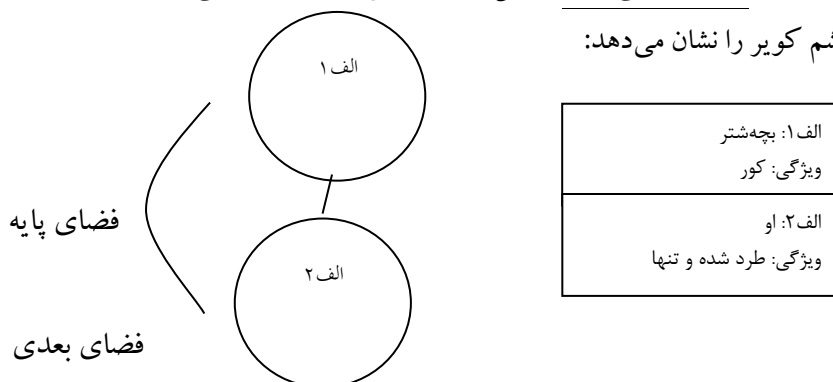 کویر را نشان می‌دهد:
الف۱
الف۱: بچه‌شتر
ویژگی: کور
الف۲: او
ویژگی: طرد شده و تنها
فضای پایه
الف۲
فضای بعدی